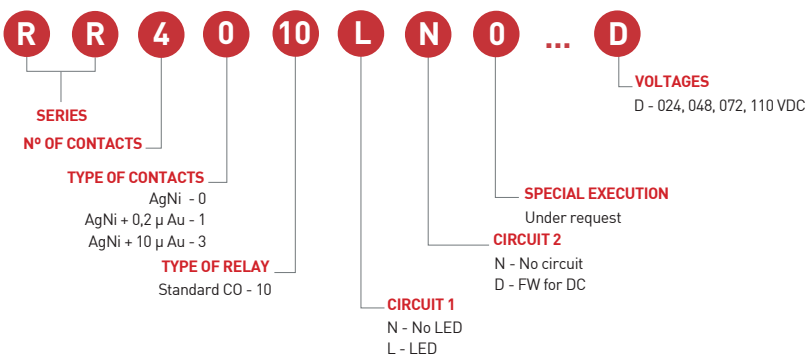 R R 4 0 10 L N 0 ... D
VOLTAGES
D - 024, 048, 072, 110 VDC
SERIES
Nº OF CONTACTS
TYPE OF CONTACTS
AgNi - 0
AgNi + 0,2 µ Au - 1
AgNi + 10 µ Au - 3
SPECIAL EXECUTION
Under request
CIRCUIT 2
N - No circuit
D - FW for DC
TYPE OF RELAY
Standard CO - 10
CIRCUIT 1
N - No LED
L - LED